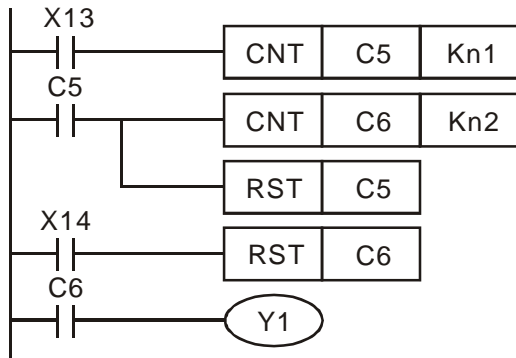 X13
CNT C5 Kn1
C5
CNT C6 Kn2
RST C5
X14
RST C6
C6
Y1